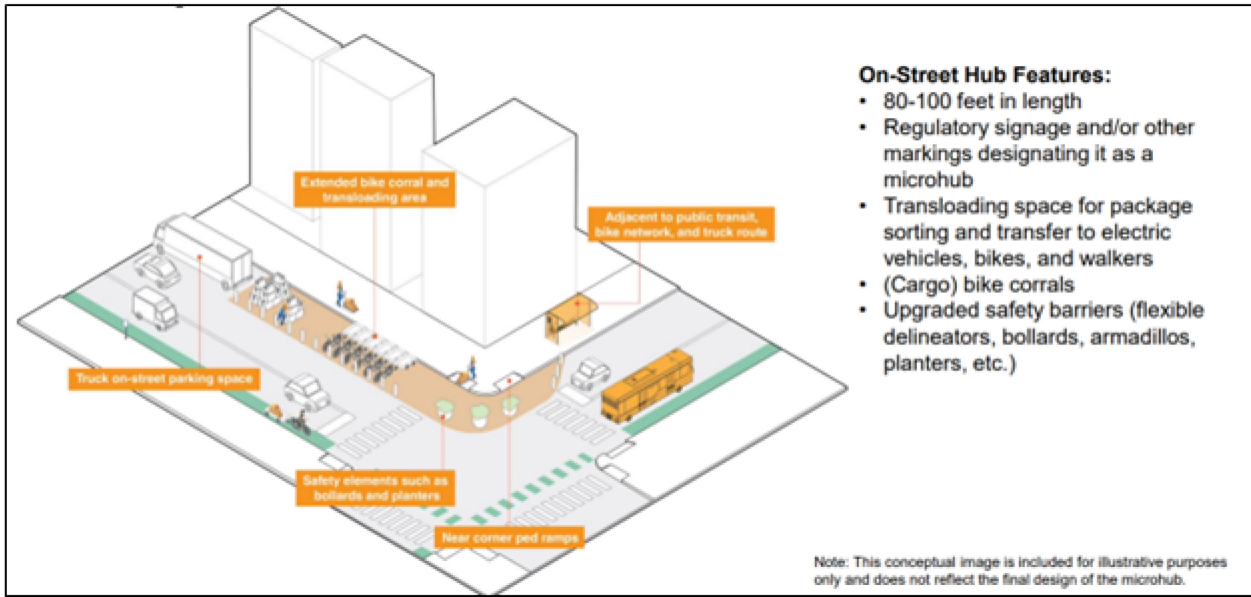 Extended bike corral and
transloading area
Adjacent to public transit,
bike network, and truck route
Truck on-street parking space
Safety elements such as
bollards and planters
Near corner ped ramps
On-Street Hub Features:
• 80-100 feet in length
• Regulatory signage and/or other
markings designating it as a
microhub
• Transloading space for package
sorting and transfer to electric
vehicles, bikes, and walkers
• (Cargo) bike corrals
• Upgraded safety barriers (flexible
delineators, bollards, armadillos,
planters, etc.)
Note: This conceptual image is included for illustrative purposes
only and does not reflect the final design of the microhub.